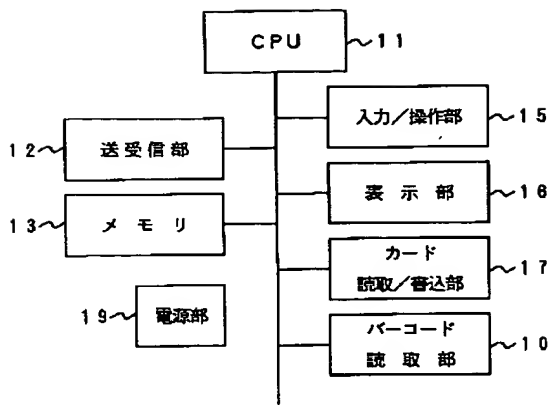 CPU
11
入力/操作部
15
12
送受信部
表示部
16
13
メモリ
カード
読取/書込部
17
19
電源部
バーコード
読取部
10